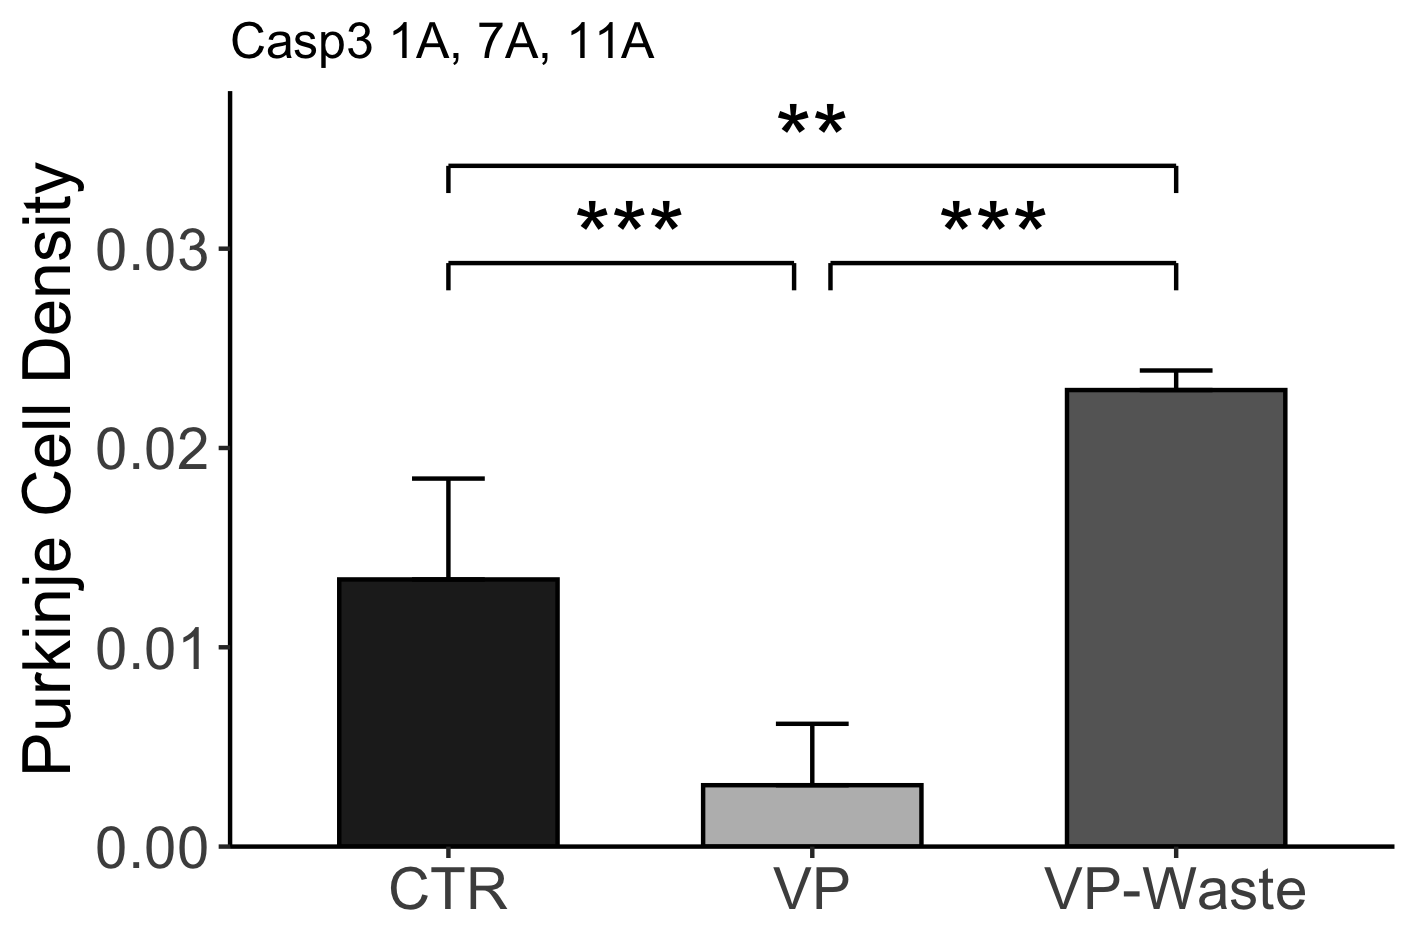 Casp3 1A, 7A, 11A
**
***
***
Purkinje Cell Density
0.03
0.02
0.01
0.00
CTR
VP
VP-Waste